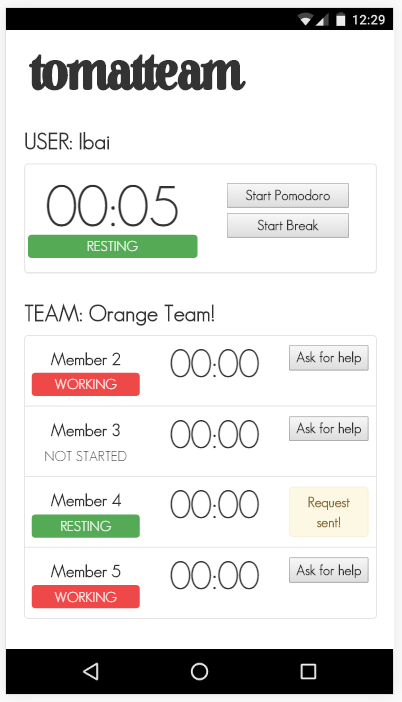 12:29
tomatteam
USER: Ibai
00:05
Start Pomodoro
Start Break
RESTING
TEAM: Orange Team!
Member 2
00:00
Ask for help
WORKING
Member 3
00:00
Ask for help
NOT STARTED
Member 4
00:00
Request
sent!
RESTING
Member 5
00:00
Ask for help
WORKING